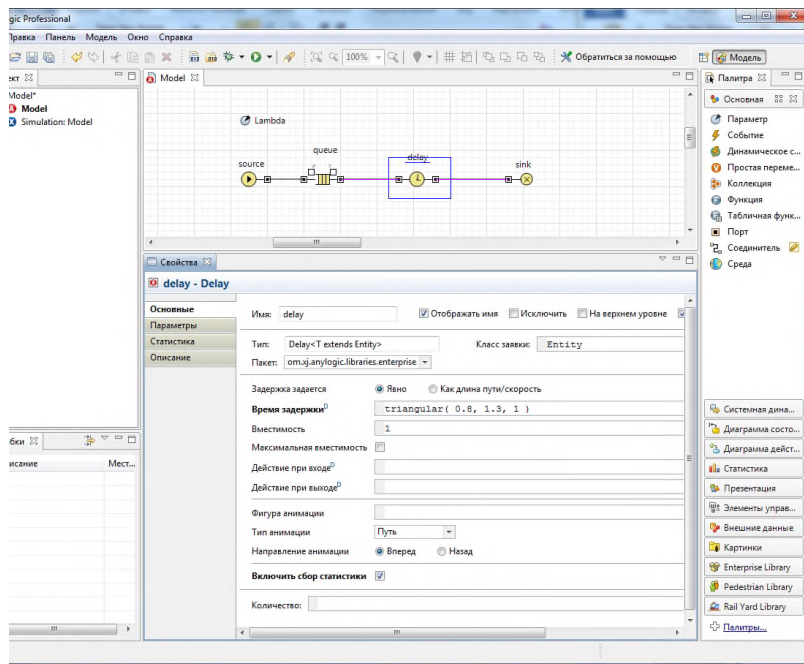 gic Professional
Правка Панель Модель Окно Справка
100%
Обратиться за помощью
Модель
ект
Model*
Model
Simulation: Model
Model
Lambda
source
queue
delay
sink
Палитра
Основная
Параметр
Событие
Динамическое с...
Простая переме...
Коллекция
Функция
Табличная функ...
Порт
Соединитель
Среда
Системная дина...
Диаграмма состо...
Диаграмма дейст...
Статистика
Презентация
Элементы управ...
Внешние данные
Картинки
Enterprise Library
Pedestrian Library
Rail Yard Library
Палитры...
Свойства
delay - Delay
Основные
Параметры
Статистика
Описание
Имя: delay Отображать имя Исключить На верхнем уровне
Тип: Delay<T extends Entity> Класс заявки: Entity
Пакет: om.xj.anylogic.libraries.enterprise
Задержка задается Явно Как длина пути/скорость
Время задержки D triangular( 0.8, 1.3, 1 )
Вместимость 1
Максимальная вместимость
Действие при входе D
Действие при выходе D
Фигура анимации
Тип анимации Путь
Направление анимации Вперед Назад
Включить сбор статистики
Количество:
бки
исание Мест...